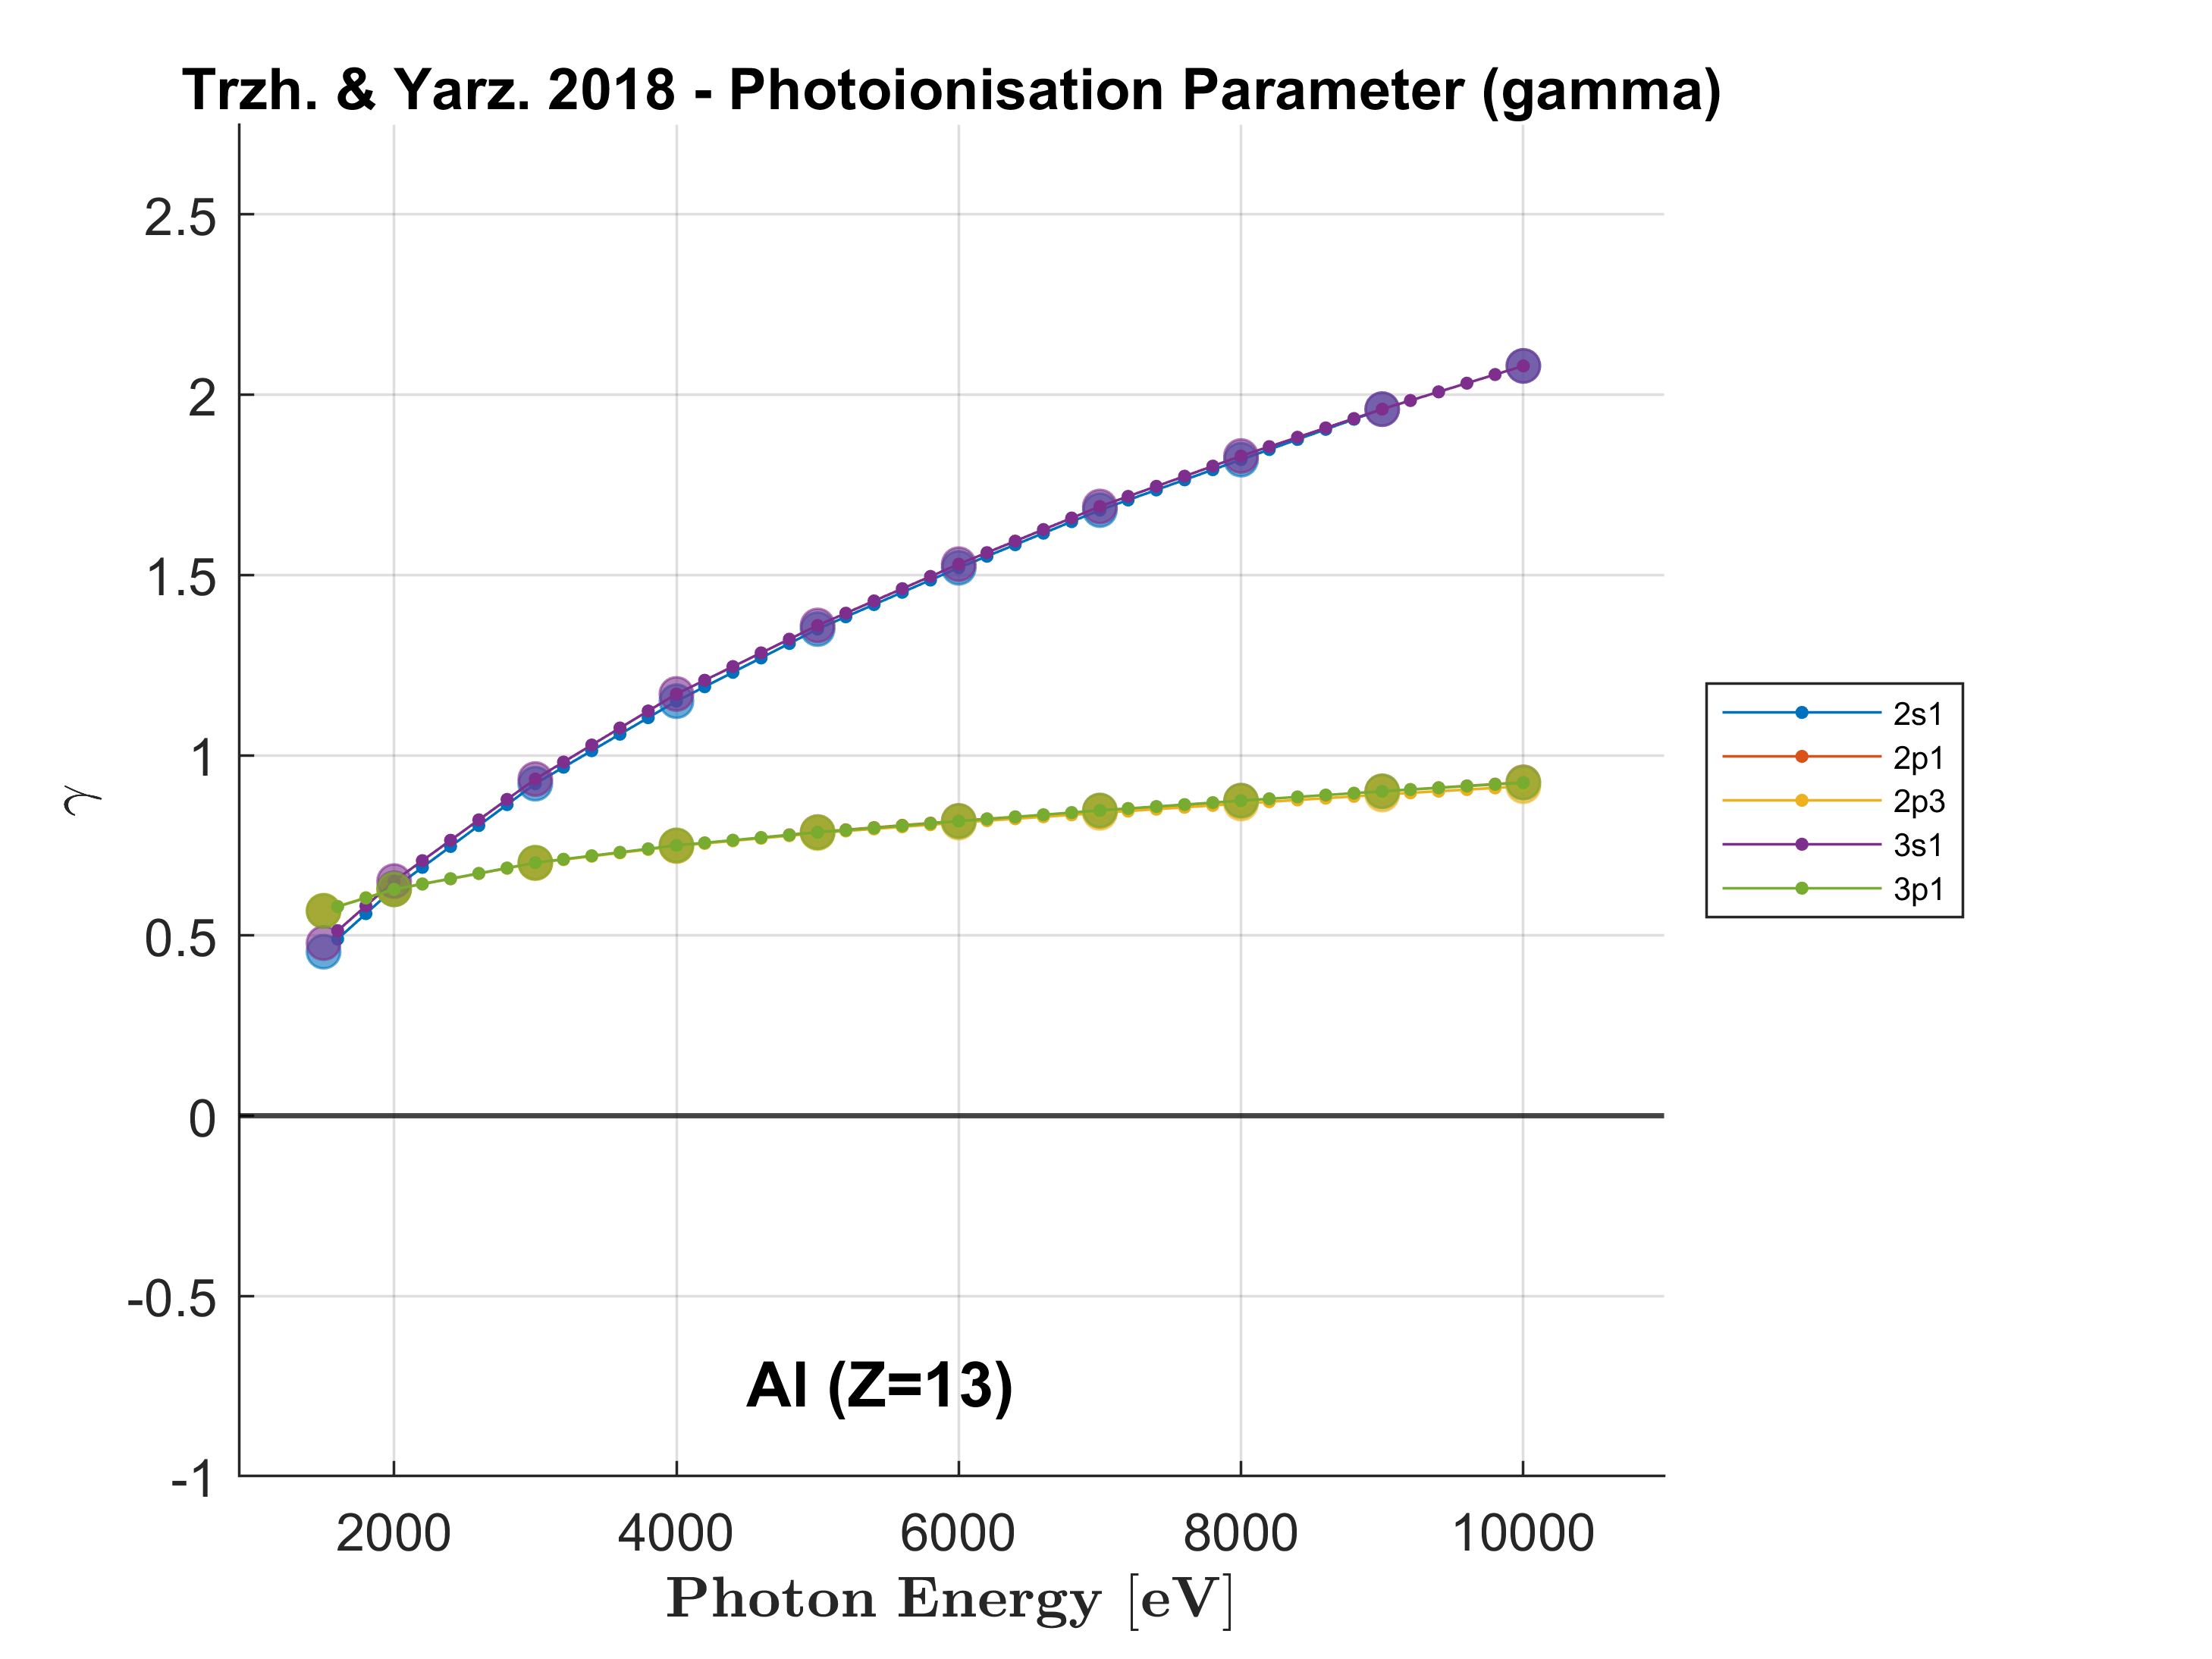 Trzh. & Yarz. 2018 - Photoionisation Parameter (gamma)
2.5
2
1.5
1
0.5
0
-0.5
-1
γ
2s1
2p1
2p3
3s1
3p1
Al (Z=13)
2000 4000 6000 8000 10000
Photon Energy [eV]